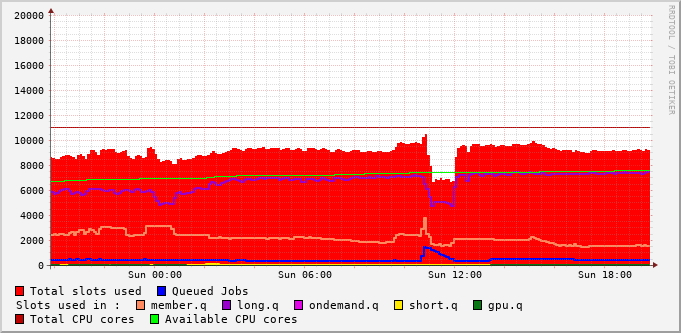 20000
18000
16000
14000
12000
10000
8000
6000
4000
2000
0
Sun 00:00 Sun 06:00 Sun 12:00 Sun 18:00
Total slots used Queued Jobs
Slots used in : member.q long.q ondemand.q short.q gpu.q
Total CPU cores Available CPU cores
RRDTOOL / TOBI OETIKER